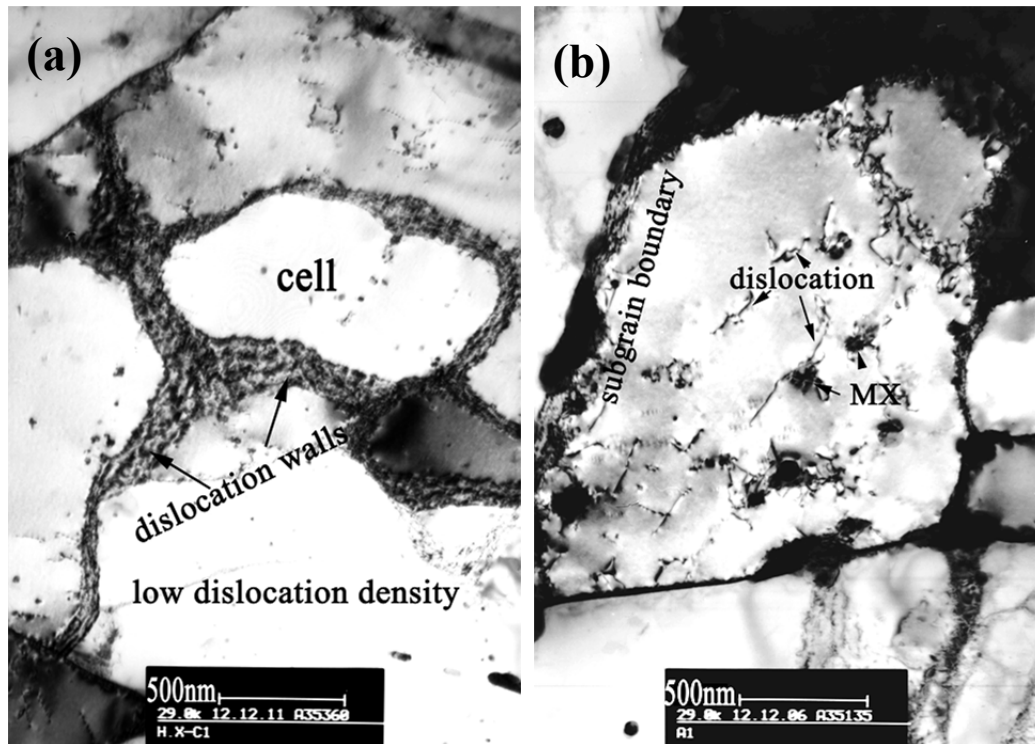 (a)
cell
dislocation walls
low dislocation density
500nm
29.0k 12.12.11 A35360
H.X-C1
(b)
subgrain boundary
dislocation
MX
500nm
29.0k 12.12.06 A35135
A1